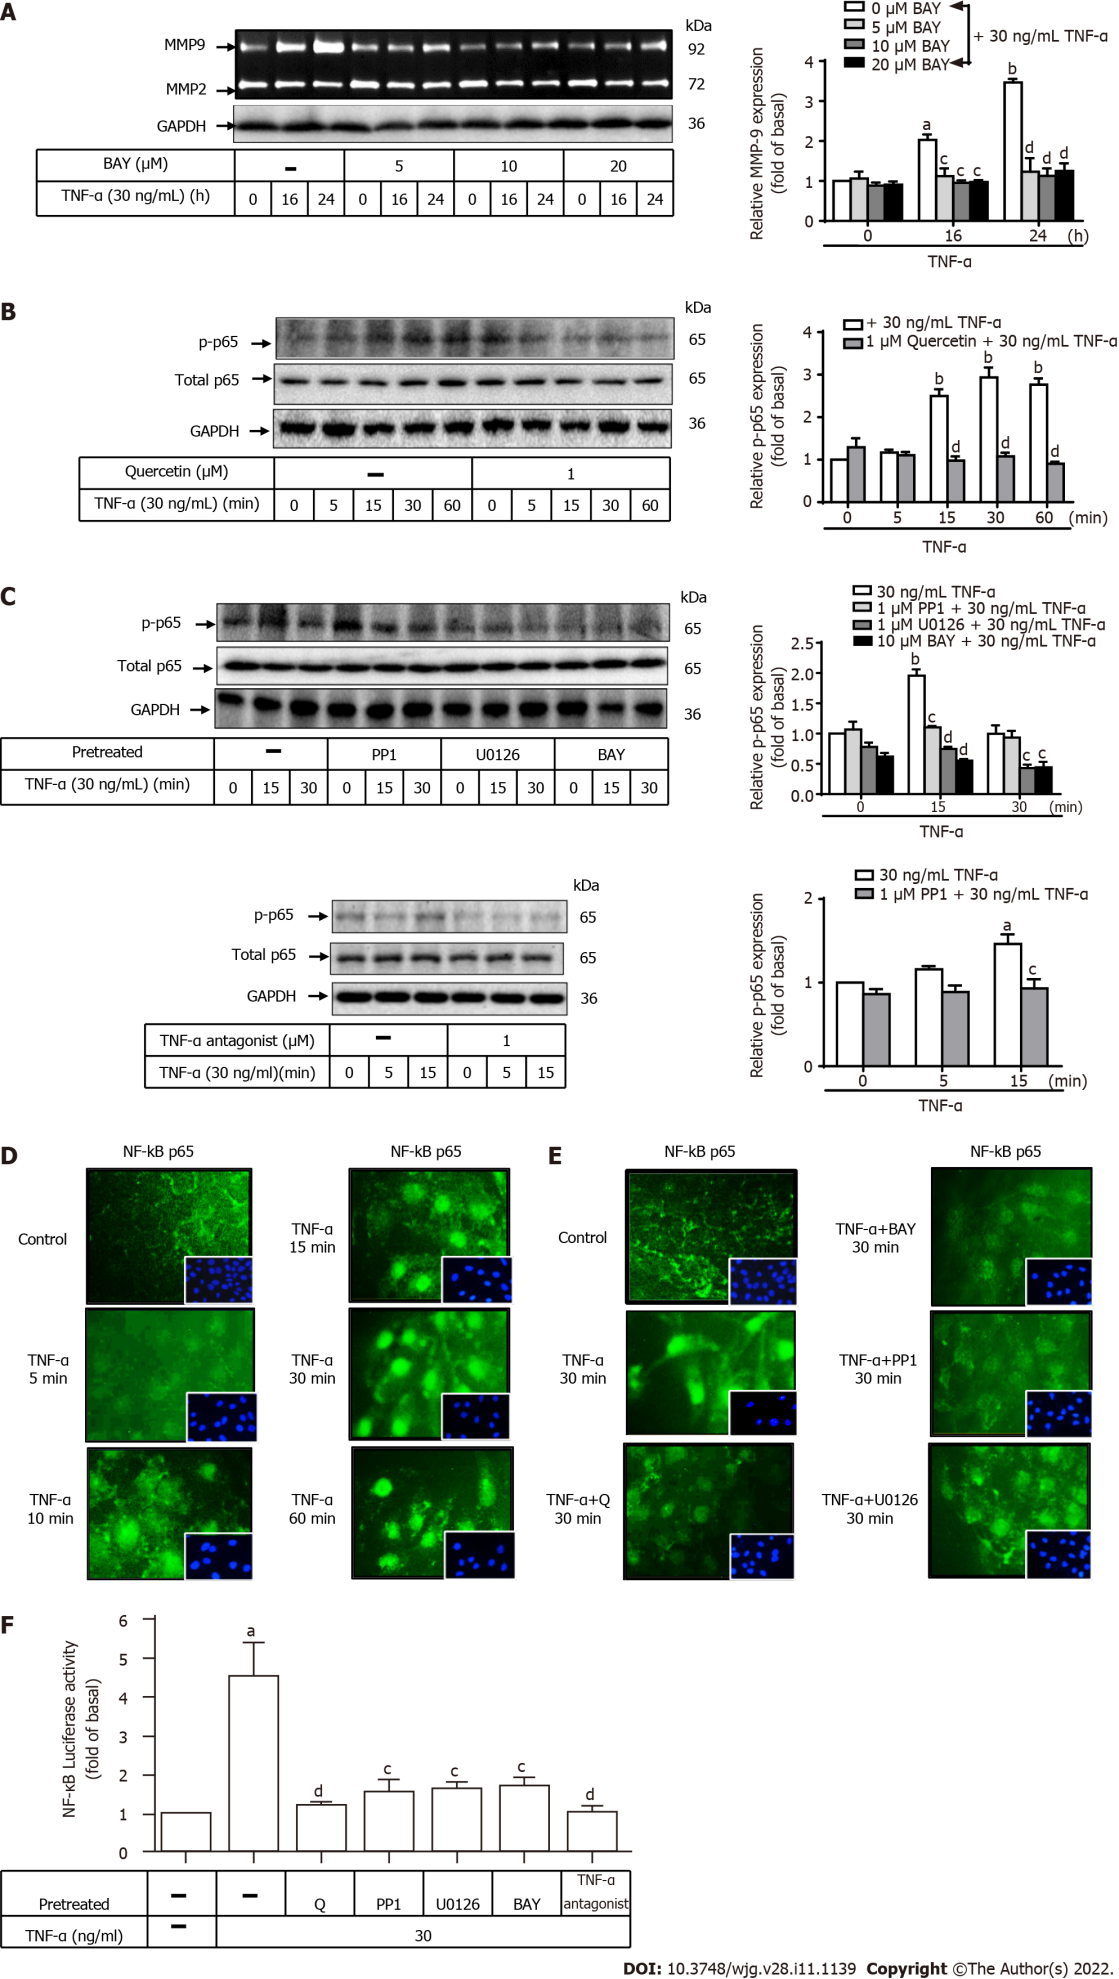 A
kDa
MMP9
92
MMP2
72
GAPDH
36
BAY (µM)
–
5
10
20
TNF-ɑ (30 ng/mL) (h)
0 16 24 0 16 24 0 16 24 0 16 24
0 µM BAY
5 µM BAY
10 µM BAY
20 µM BAY
+ 30 ng/mL TNF-ɑ
Relative MMP-9 expression
(fold of basal)
4
3
2
1
0
a c c c b d d d
0 16 24 (h)
TNF-ɑ
B
kDa
p-p65
65
Total p65
65
GAPDH
36
Quercetin (µM)
–
1
TNF-ɑ (30 ng/mL) (min)
0 5 15 30 60 0 5 15 30 60
+ 30 ng/mL TNF-ɑ
1 µM Quercetin + 30 ng/mL TNF-ɑ
Relative p-p65 expression
(fold of basal)
4
3
2
1
0
b d b d b d
0 5 15 30 60 (min)
TNF-ɑ
C
kDa
p-p65
65
Total p65
65
GAPDH
36
Pretreated
–
PP1
U0126
BAY
TNF-ɑ (30 ng/mL) (min)
0 15 30 0 15 30 0 15 30 0 15 30
30 ng/mL TNF-ɑ
1 µM PP1 + 30 ng/mL TNF-ɑ
1 µM U0126 + 30 ng/mL TNF-ɑ
10 µM BAY + 30 ng/mL TNF-ɑ
Relative p-p65 expression
(fold of basal)
2.5
2.0
1.5
1.0
0.5
0.0
b c d d c c
0 15 30 (min)
TNF-ɑ
kDa
p-p65
65
Total p65
65
GAPDH
36
TNF-ɑ antagonist (µM)
–
1
TNF-ɑ (30 ng/ml)(min)
0 5 15 0 5 15
30 ng/mL TNF-ɑ
1 µM PP1 + 30 ng/mL TNF-ɑ
Relative p-p65 expression
(fold of basal)
2
1
0
a c
0 5 15 (min)
TNF-ɑ
D
NF-kB p65
NF-kB p65
Control
TNF-ɑ
15 min
TNF-ɑ
5 min
TNF-ɑ
30 min
TNF-ɑ
10 min
TNF-ɑ
60 min
E
NF-kB p65
NF-kB p65
Control
TNF-ɑ+BAY
30 min
TNF-ɑ
30 min
TNF-ɑ+PP1
30 min
TNF-ɑ+Q
30 min
TNF-ɑ+U0126
30 min
F
NF-κB Luciferase activity
(fold of basal)
6
5
4
3
2
1
0
a d c c c d
Pretreated
–
–
Q
PP1
U0126
BAY
TNF-ɑ
antagonist
TNF-ɑ (ng/ml)
–
30
DOI: 10.3748/wjg.v28.i11.1139 Copyright ©The Author(s) 2022.